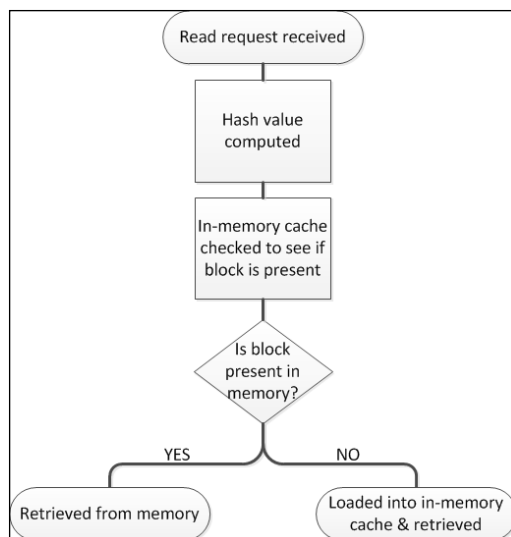 Read request received
Hash value
computed
In-memory cache
checked to see if
block is present
Is block
present in
memory?
YES
NO
Retrieved from memory
Loaded into in-memory
cache & retrieved